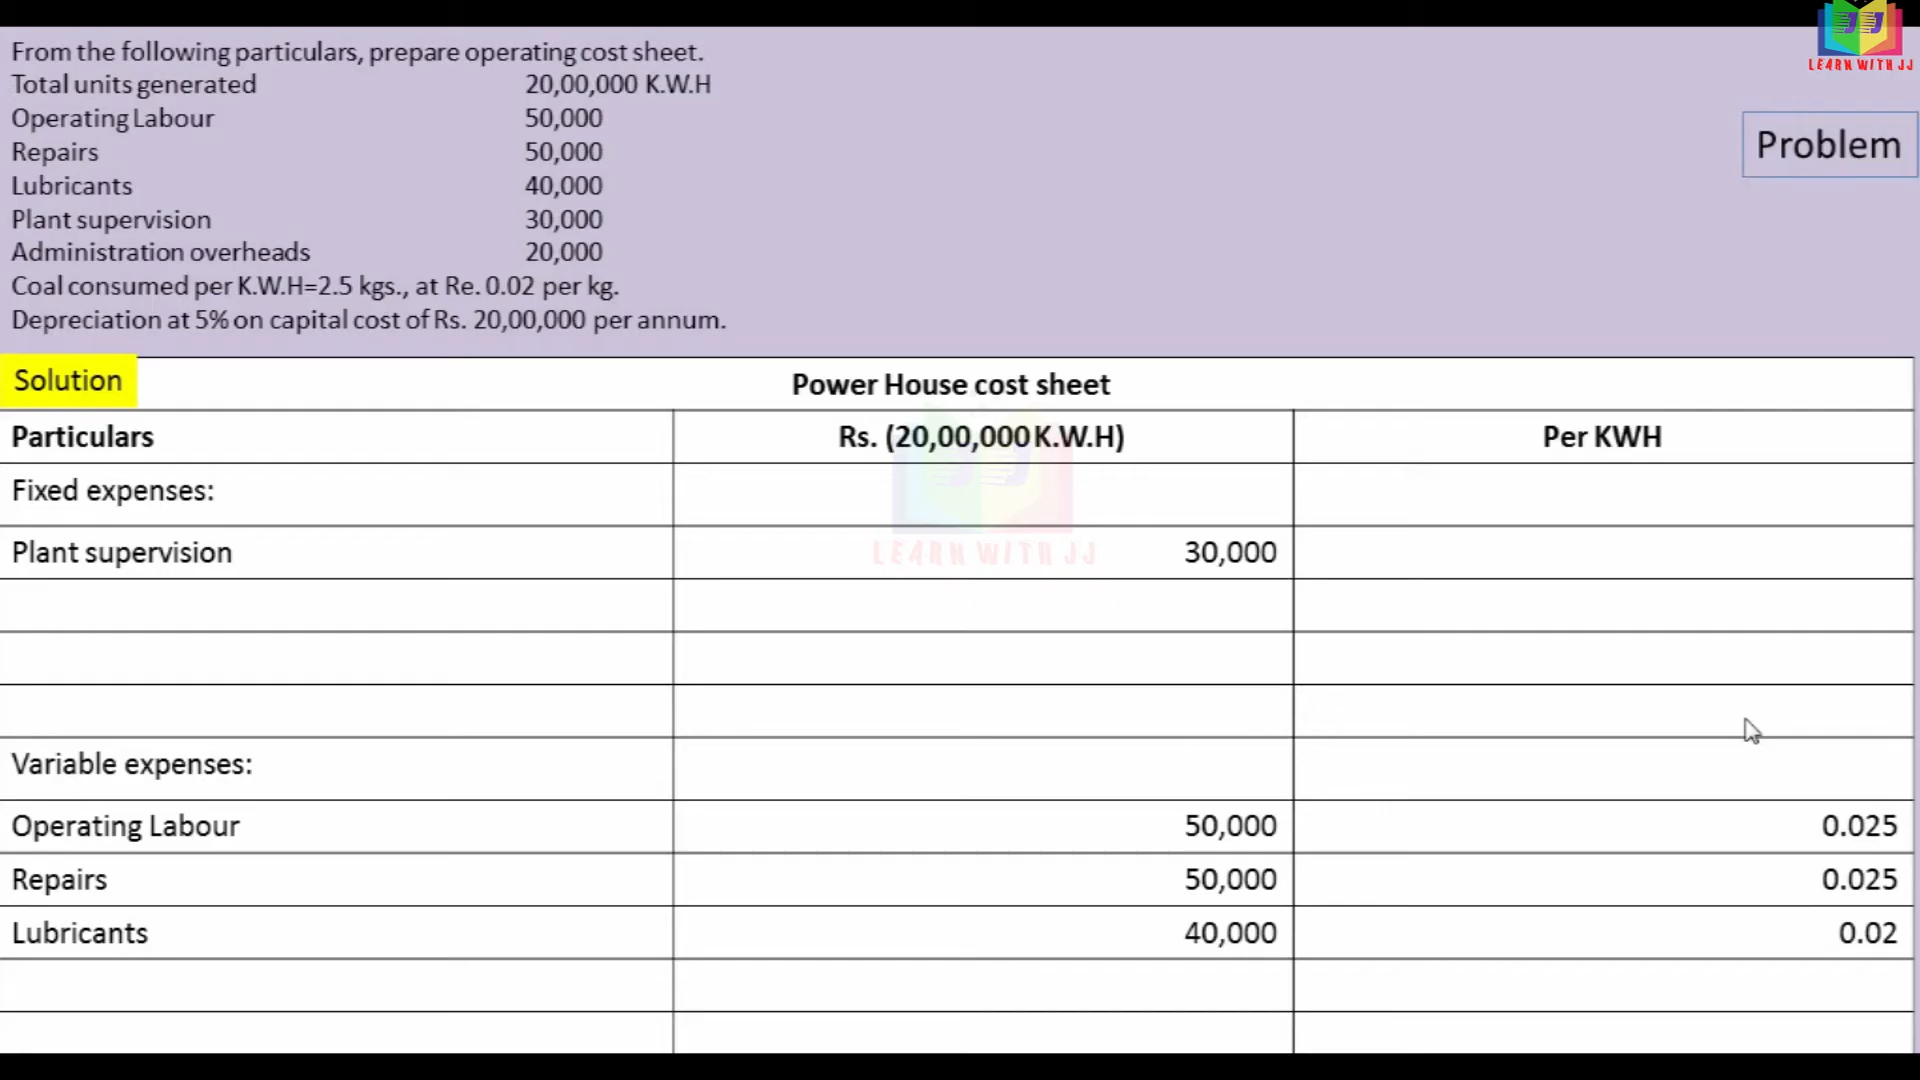 LEARN WITH JJ
From the following particulars, prepare operating cost sheet.
Total units generated 20,00,000 K.W.H
Operating Labour 50,000
Repairs 50,000
Lubricants 40,000
Plant supervision 30,000
Administration overheads 20,000
Coal consumed per K.W.H=2.5 kgs., at Re. 0.02 per kg.
Depreciation at 5% on capital cost of Rs. 20,00,000 per annum.
Problem
Solution
Power House cost sheet
Particulars Rs. (20,00,000 K.W.H) Per KWH
Fixed expenses:
Plant supervision 30,000
LEARN WITH JJ
Variable expenses:
Operating Labour 50,000 0.025
Repairs 50,000 0.025
Lubricants 40,000 0.02